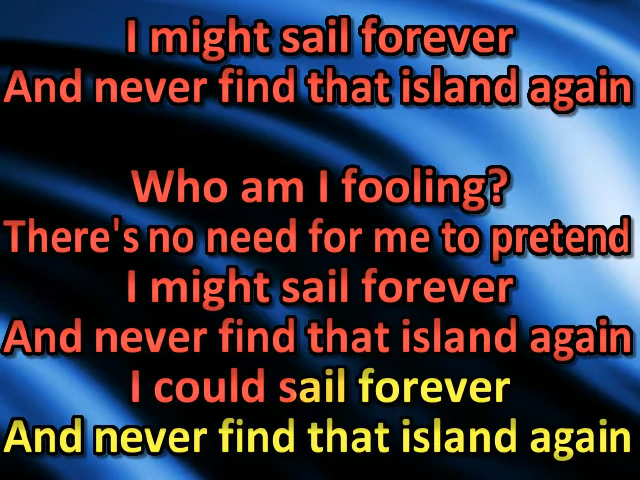 I might sail forever
And never find that island again
Who am I fooling?
There's no need for me to pretend
I might sail forever
And never find that island again
I could sail forever
And never find that island again